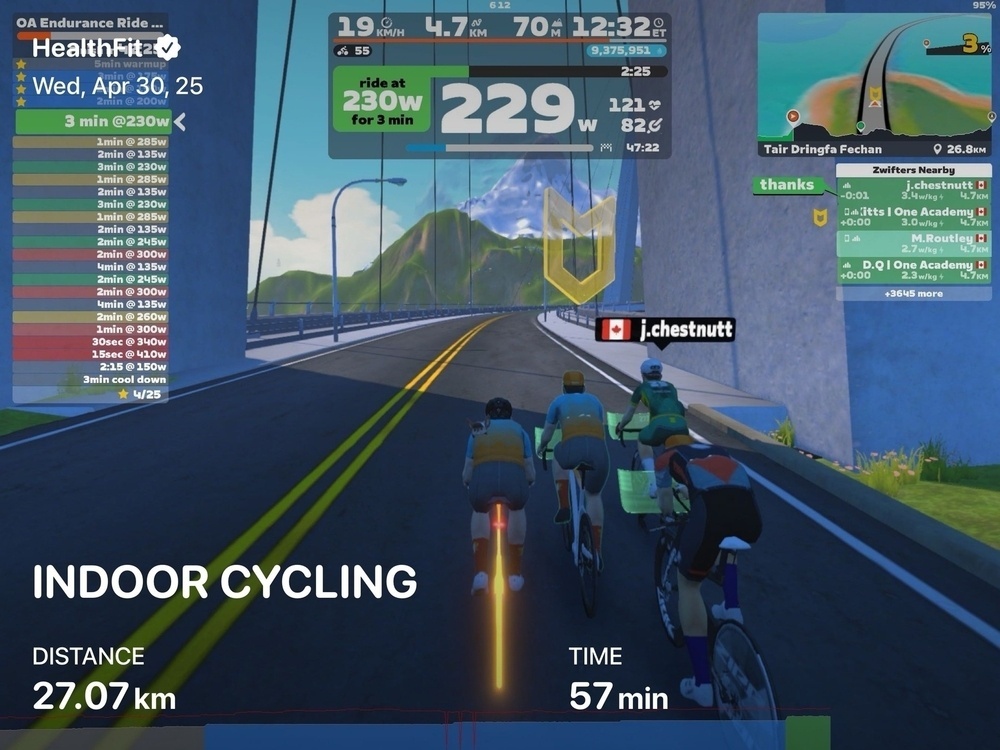 612
95%
OA Endurance Ride ...
HealthFit
Wed, Apr 30, 25
5min warmup
2min @ 200w
3 min @230w
1min @ 285w
2min @ 135w
3min @ 230w
1min @ 285w
2min @ 135w
3min @ 230w
1min @ 285w
2min @ 135w
2min @ 245w
2min @ 300w
4min @ 135w
2min @ 245w
2min @ 300w
4min @ 135w
2min @ 260w
1min @ 300w
30sec @ 340w
15sec @ 410w
2:15 @ 150w
3min cool down
4/25
19 KM/H 4.7 KM 70 M 12:32 ET
55 9,375,951
2:25
ride at
230w
for 3 min
229 w
121
82
47:22
3%
Tair Dringfa Fechan 26.8KM
Zwifters Nearby
thanks
j.chestnutt
-0:01 3.4w/kg 4.7KM
itts | One Academy
+0:00 3.0w/kg 4.7KM
M.Routley
2.7w/kg 4.7KM
D.Q | One Academy
+0:00 2.3w/kg 4.7KM
+3645 more
j.chestnutt
INDOOR CYCLING
DISTANCE
27.07 km
TIME
57 min